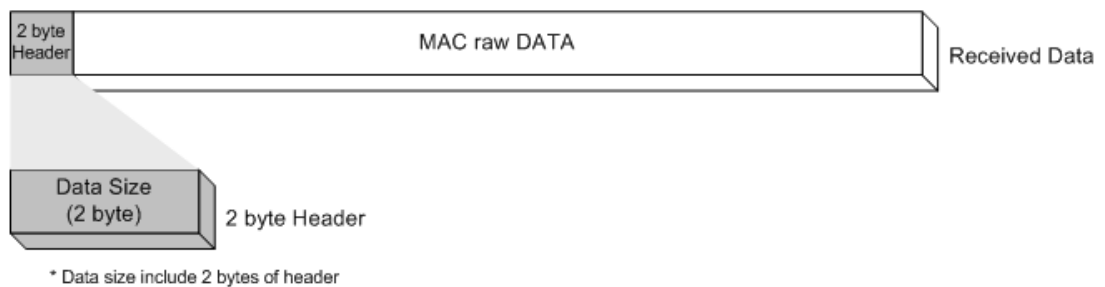 2 byte
Header
MAC raw DATA
Received Data
Data Size
(2 byte)
2 byte Header
* Data size include 2 bytes of header